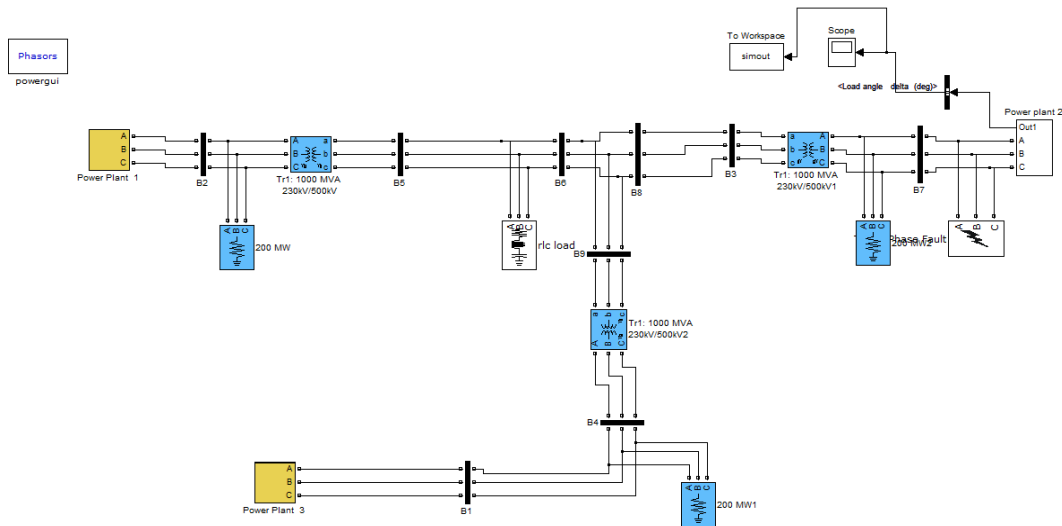 To Workspace
Scope
simout
Phasors
powergui
<Load angle delta (deg)>
Power plant 2
Out1
A
B
C
A
B
C
Power Plant 1
B2
A
B
C
a
b
c
Tr1: 1000 MVA
230kV/500kV
B5
B6
B8
B3
a
b
c
A
B
C
Tr1: 1000 MVA
230kV/500kV1
B7
A
B
C
200 MW
A
B
C
rlc load
A
B
C
200 MW2
Phase Fault
A
B
C
B9
a
b
c
A
B
C
Tr1: 1000 MVA
230kV/500kV2
B4
A
B
C
Power Plant 3
B1
A
B
C
200 MW1